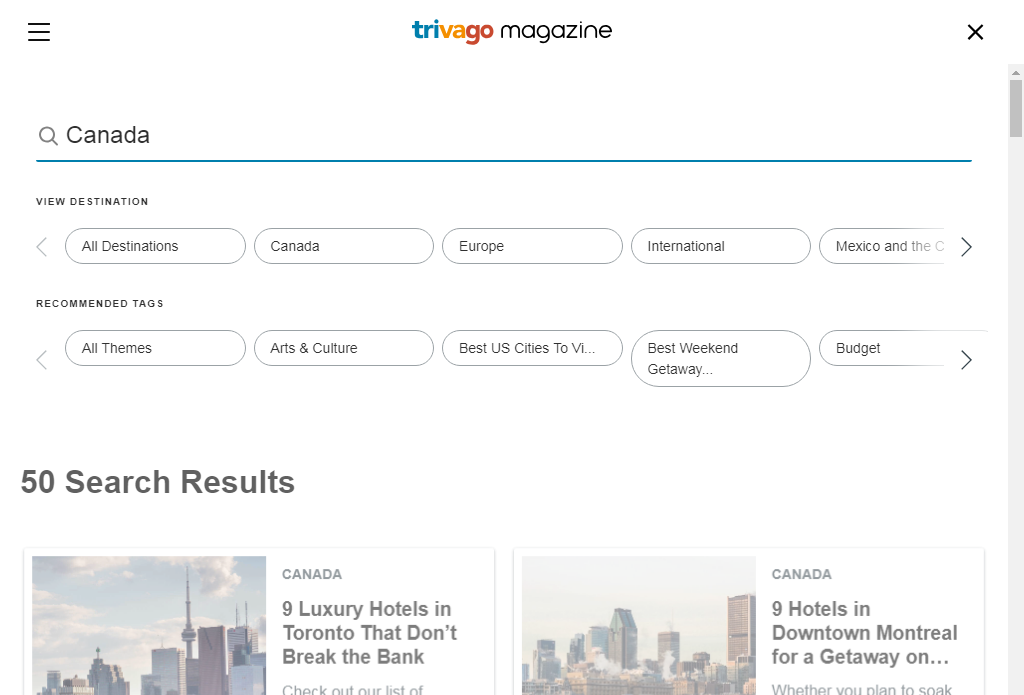 trivago magazine
Canada
VIEW DESTINATION
All Destinations
Canada
Europe
International
Mexico and the C
RECOMMENDED TAGS
All Themes
Arts & Culture
Best US Cities To Vi...
Best Weekend
Getaway...
Budget
50 Search Results
CANADA
9 Luxury Hotels in
Toronto That Don’t
Break the Bank
Check out our list of
CANADA
9 Hotels in
Downtown Montreal
for a Getaway on...
Whether you plan to soak